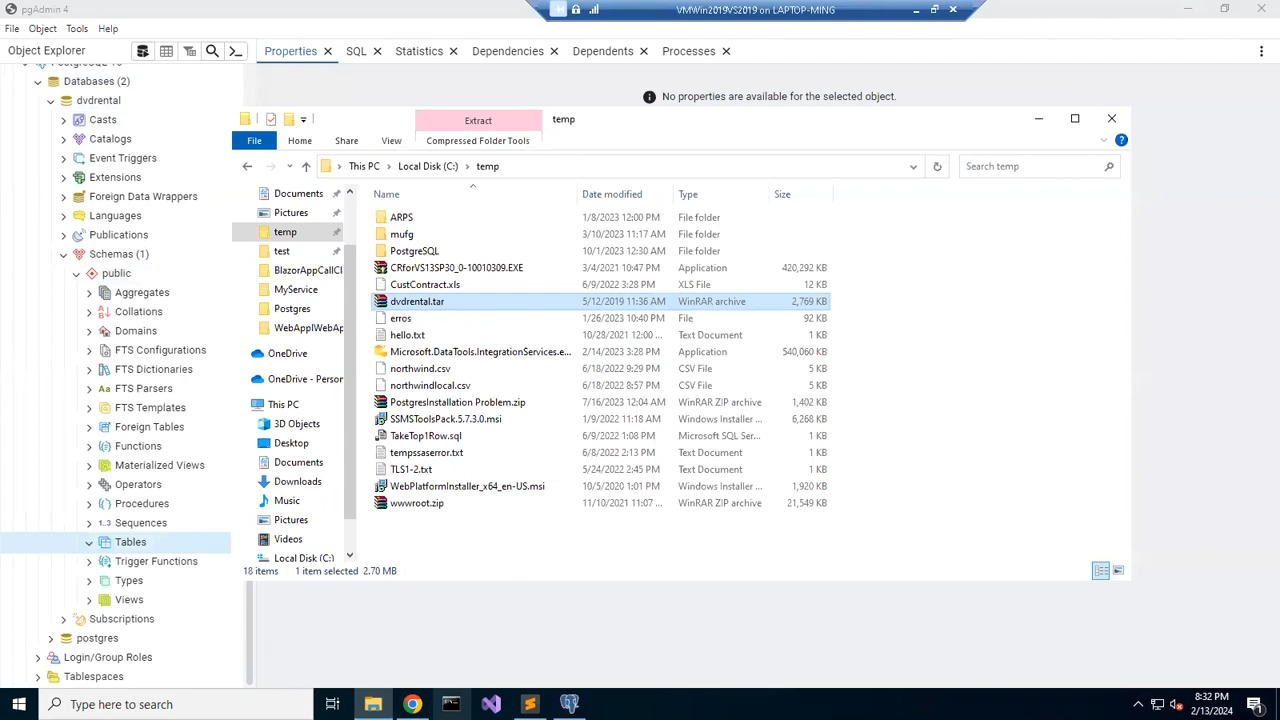 pgAdmin 4
VMWin2019VS2019 on LAPTOP-MING
File Object Tools Help
Object Explorer
Properties SQL Statistics Dependencies Dependents Processes
Databases (2)
dvdrental
Casts
Catalogs
Event Triggers
Extensions
Foreign Data Wrappers
Languages
Publications
Schemas (1)
public
Aggregates
Collations
Domains
FTS Configurations
FTS Dictionaries
FTS Parsers
FTS Templates
Foreign Tables
Functions
Materialized Views
Operators
Procedures
1..3 Sequences
Tables
Trigger Functions
Types
Views
Subscriptions
postgres
Login/Group Roles
Tablespaces
No properties are available for the selected object.
Extract temp
File Home Share View Compressed Folder Tools
This PC Local Disk (C:) temp
Search temp
Documents
Pictures
temp
test
BlazorAppCallCl
MyService
Postgres
WebApplWebAp
OneDrive
OneDrive - Person
This PC
3D Objects
Desktop
Documents
Downloads
Music
Pictures
Videos
Local Disk (C:)
Name Date modified Type Size
ARPS 1/8/2023 12:00 PM File folder
mufg 3/10/2023 11:17 AM File folder
PostgreSQL 10/1/2023 12:30 AM File folder
CRforVS13SP30_0-10010309.EXE 3/4/2021 10:47 PM Application 420,292 KB
CustContract.xls 6/9/2022 3:28 PM XLS File 12 KB
dvdrental.tar 5/12/2019 11:36 AM WinRAR archive 2,769 KB
erros 1/26/2023 10:40 PM File 92 KB
hello.txt 10/28/2021 12:00 ... Text Document 1 KB
Microsoft.DataTools.IntegrationServices.e... 2/14/2023 3:28 PM Application 540,060 KB
northwind.csv 6/18/2022 9:29 PM CSV File 5 KB
northwindlocal.csv 6/18/2022 8:57 PM CSV File 5 KB
PostgresInstallation Problem.zip 7/16/2023 12:04 AM WinRAR ZIP archive 1,402 KB
SSMSToolsPack.5.7.3.0.msi 1/9/2022 11:18 AM Windows Installer ... 6,268 KB
TakeTop1Row.sql 6/9/2022 1:08 PM Microsoft SQL Ser... 1 KB
tempssaserror.txt 6/8/2022 2:13 PM Text Document 1 KB
TLS1-2.txt 5/24/2022 2:45 PM Text Document 1 KB
WebPlatformInstaller_x64_en-US.msi 10/5/2020 1:01 PM Windows Installer ... 1,920 KB
wwwroot.zip 11/10/2021 11:07 ... WinRAR ZIP archive 21,549 KB
18 items 1 item selected 2.70 MB
Type here to search
8:32 PM
2/13/2024